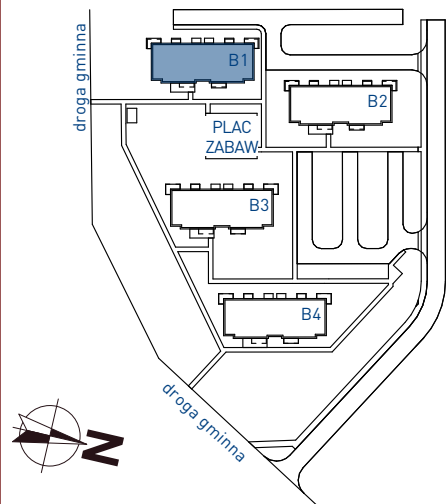 droga gminna
B1
B2
PLAC
ZABAW
B3
B4
droga gminna
N